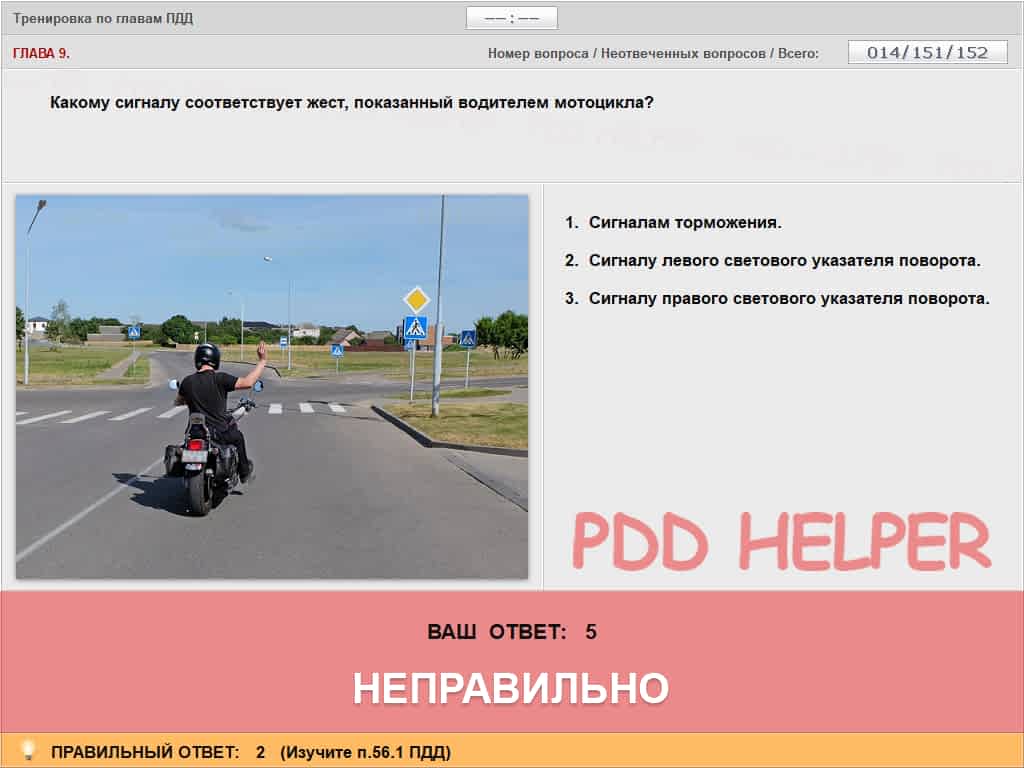 Тренировка по главам ПДД
—— : ——
ГЛАВА 9.
Номер вопроса / Неотвеченных вопросов / Всего:
014/151/152
Какому сигналу соответствует жест, показанный водителем мотоцикла?
1. Сигналам торможения.
2. Сигналу левого светового указателя поворота.
3. Сигналу правого светового указателя поворота.
PDD HELPER
ВАШ ОТВЕТ: 5
НЕПРАВИЛЬНО
ПРАВИЛЬНЫЙ ОТВЕТ: 2 (Изучите п.56.1 ПДД)